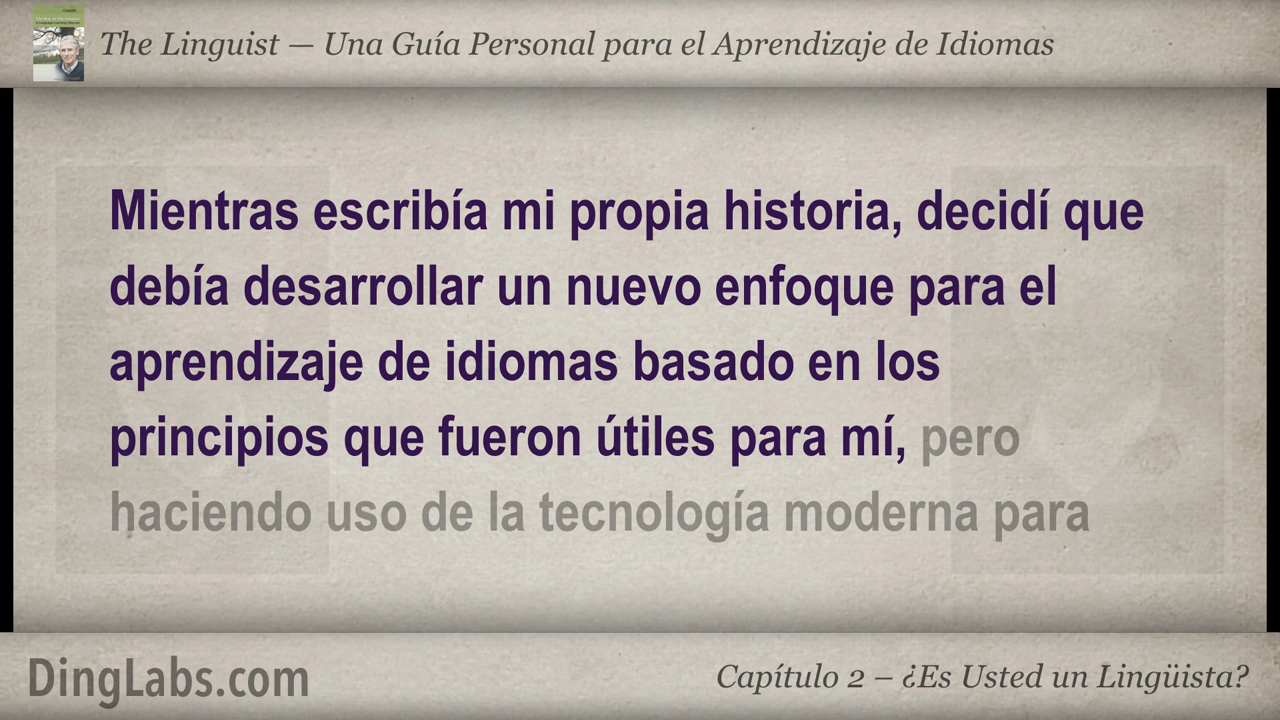 The Linguist — Una Guía Personal para el Aprendizaje de Idiomas
Mientras escribía mi propia historia, decidí que
debía desarrollar un nuevo enfoque para el
aprendizaje de idiomas basado en los
principios que fueron útiles para mí, pero
haciendo uso de la tecnología moderna para
DingLabs.com
Capítulo 2 – ¿Es Usted un Lingüista?